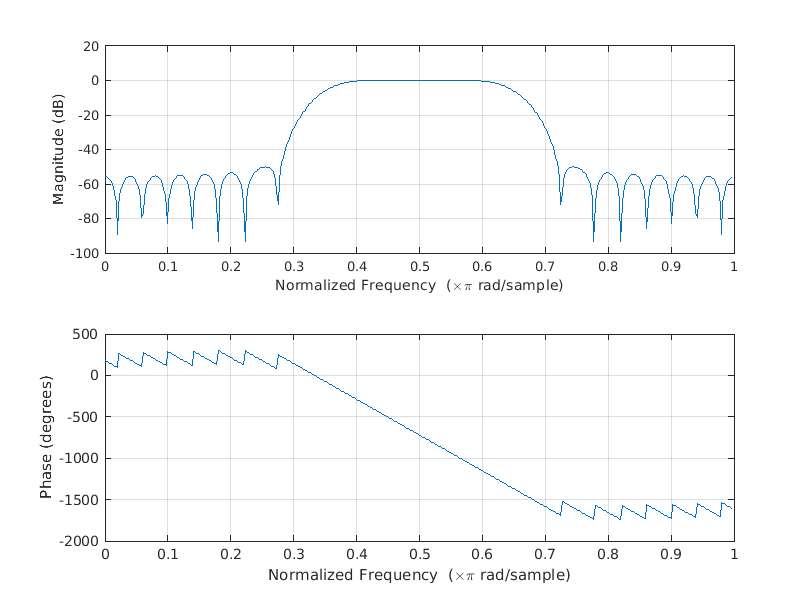 20
0
-20
-40
-60
-80
-100
Magnitude (dB)
0 0.1 0.2 0.3 0.4 0.5 0.6 0.7 0.8 0.9 1
Normalized Frequency (×π rad/sample)
500
0
-500
-1000
-1500
-2000
Phase (degrees)
0 0.1 0.2 0.3 0.4 0.5 0.6 0.7 0.8 0.9 1
Normalized Frequency (×π rad/sample)